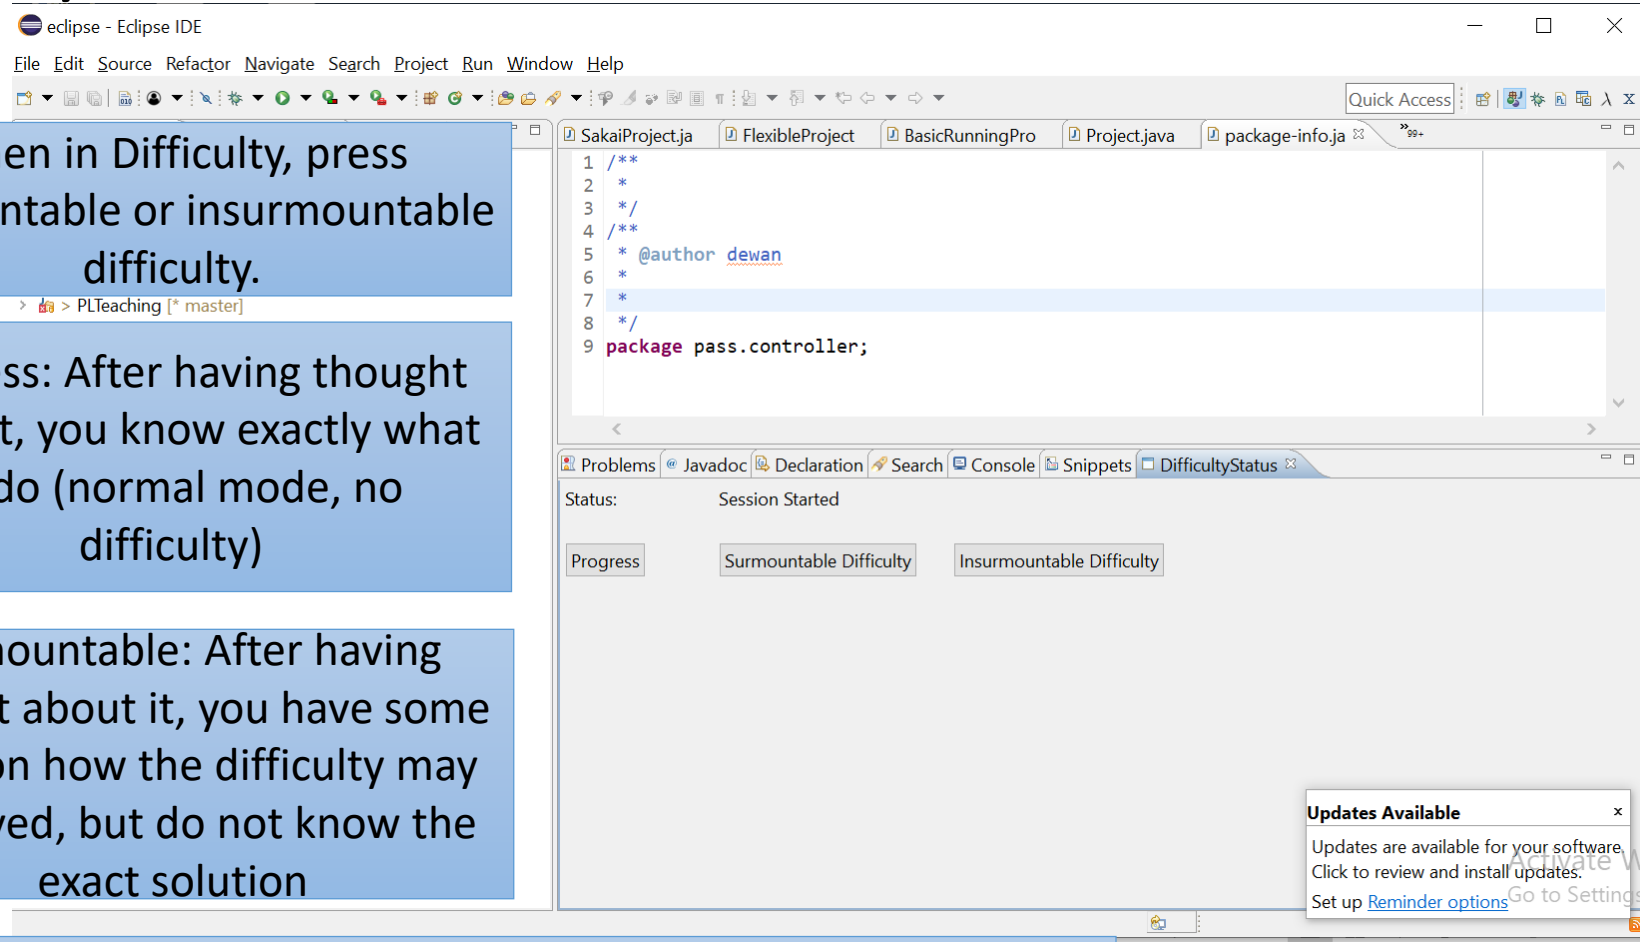 eclipse - Eclipse IDE
File Edit Source Refactor Navigate Search Project Run Window Help
Quick Access
SakaiProject.ja FlexibleProject BasicRunningPro Project.java package-info.ja »99+
en in Difficulty, press
ntable or insurmountable
difficulty.
> PLTeaching [* master]
ss: After having thought
t, you know exactly what
do (normal mode, no
difficulty)
ountable: After having
t about it, you have some
on how the difficulty may
ved, but do not know the
exact solution
1 /**
2 *
3 */
4 /**
5 * @author dewan
6 *
7 *
8 */
9 package pass.controller;
Problems @ Javadoc Declaration Search Console Snippets DifficultyStatus
Status: Session Started
Progress Surmountable Difficulty Insurmountable Difficulty
Updates Available x
Updates are available for your software.
Click to review and install updates.
Set up Reminder options
Activate W
Go to Settings